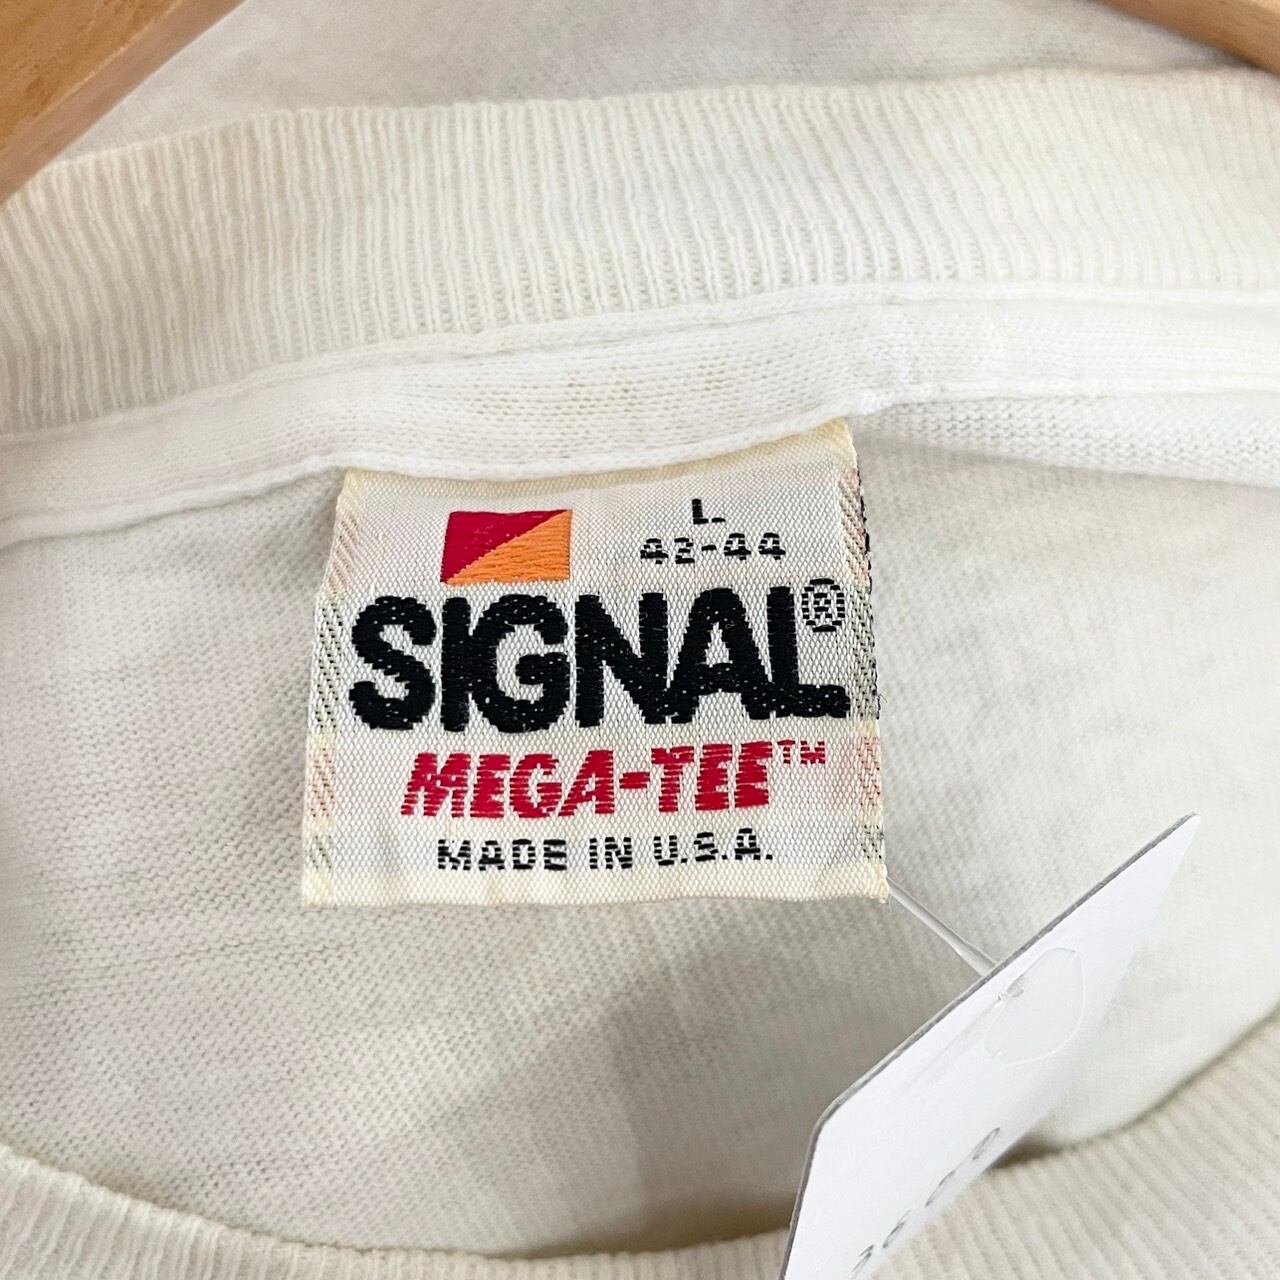 L.
42-44
SIGNAL®
MEGA-TEE™
MADE IN U.S.A.